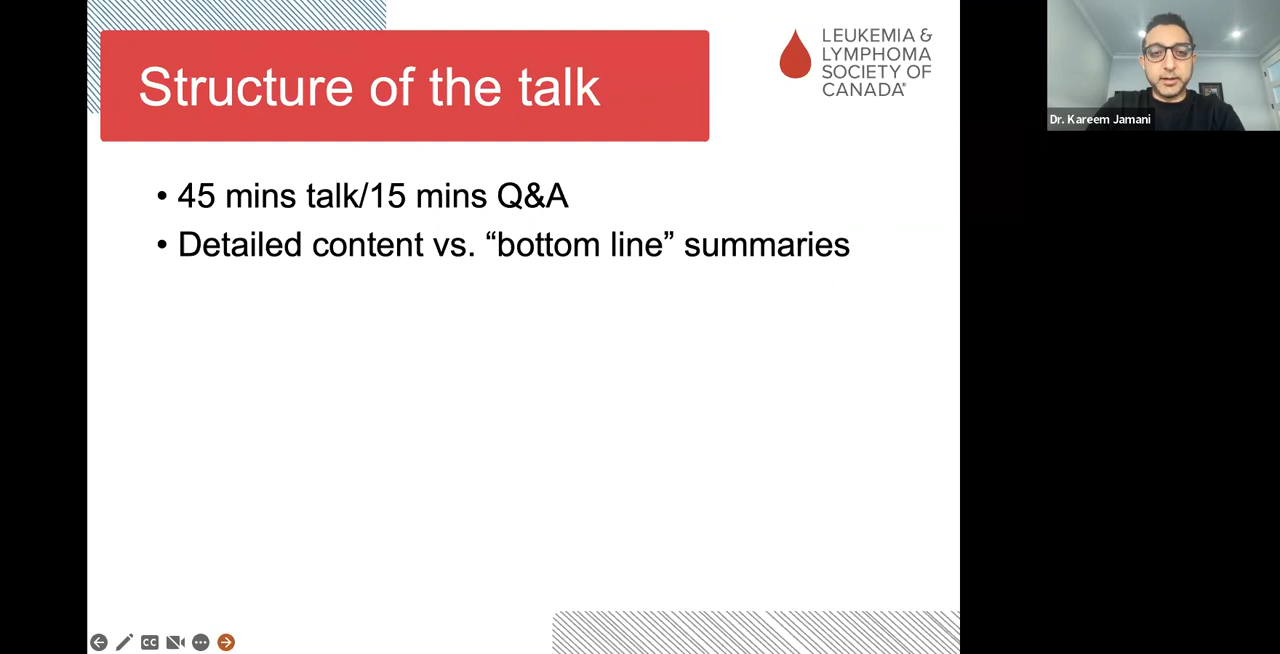 Structure of the talk
LEUKEMIA &
LYMPHOMA
SOCIETY OF
CANADA®
Dr. Kareem Jamani
• 45 mins talk/15 mins Q&A
• Detailed content vs. “bottom line” summaries
CC